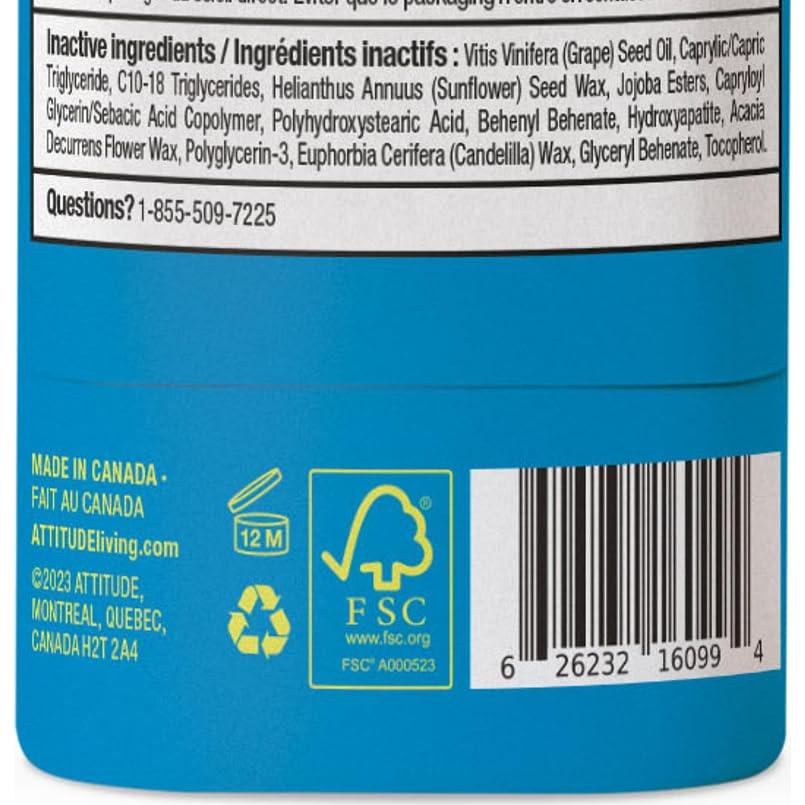 Inactive ingredients / Ingrédients inactifs : Vitis Vinifera (Grape) Seed Oil, Caprylic/Capric
Triglyceride, C10-18 Triglycerides, Helianthus Annuus (Sunflower) Seed Wax, Jojoba Esters, Capryloyl
Glycerin/Sebacic Acid Copolymer, Polyhydroxystearic Acid, Behenyl Behenate, Hydroxyapatite, Acacia
Decurrens Flower Wax, Polyglycerin-3, Euphorbia Cerifera (Candelilla) Wax, Glyceryl Behenate, Tocopherol.
Questions? 1-855-509-7225
MADE IN CANADA •
FAIT AU CANADA
ATTITUDEliving.com
©2023 ATTITUDE,
MONTREAL, QUEBEC,
CANADA H2T 2A4
12 M
®
FSC
www.fsc.org
FSC® A000523
6 26232 16099 4